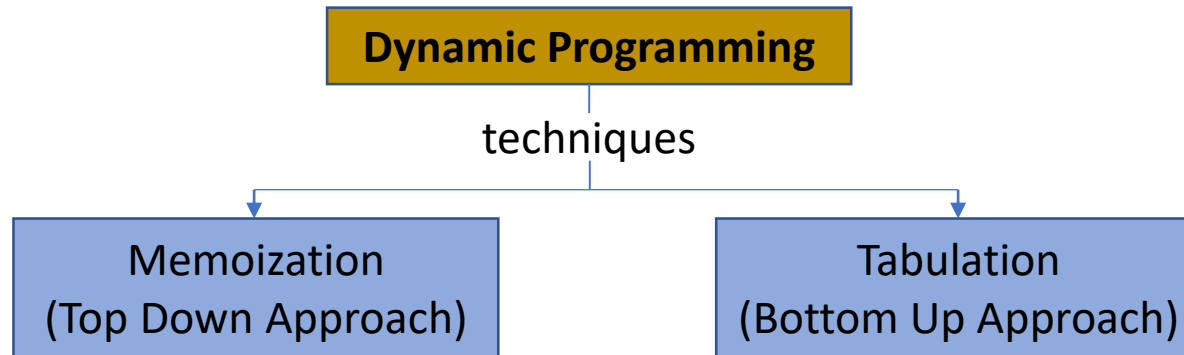 Dynamic Programming
techniques
Memoization
(Top Down Approach)
Tabulation
(Bottom Up Approach)